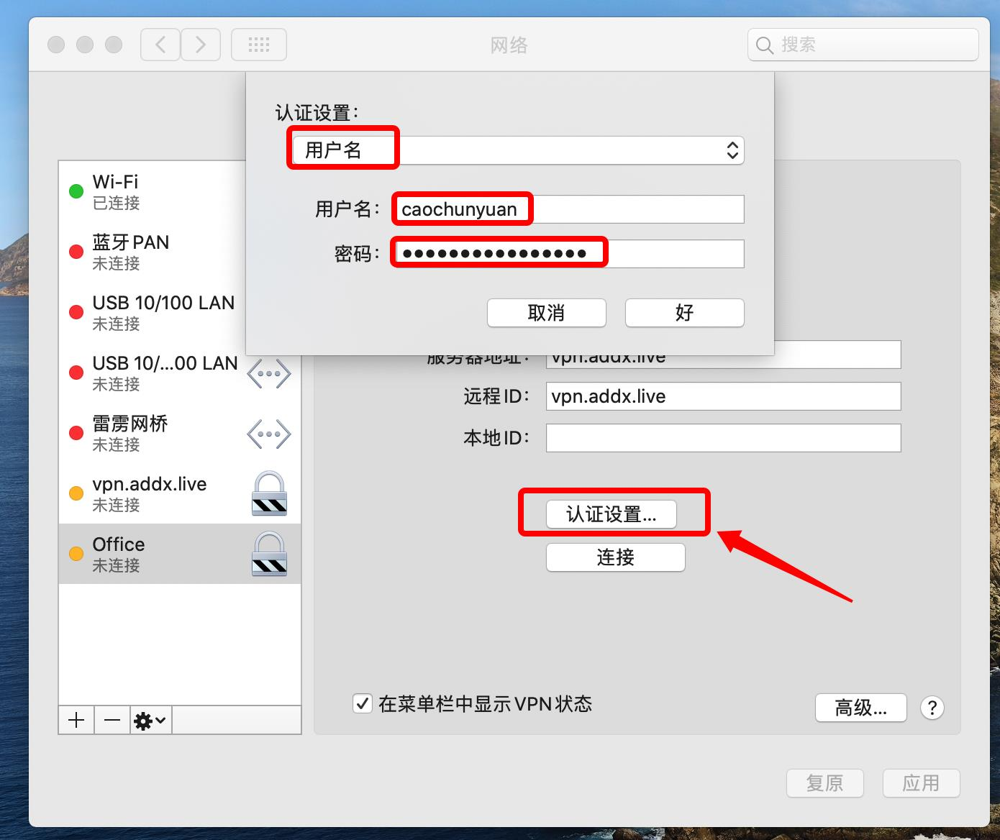 网络
搜索
认证设置：
用户名
用户名：
caochunyuan
密码：
●●●●●●●●●●●●●●●●
取消
好
Wi-Fi
已连接
蓝牙 PAN
未连接
USB 10/100 LAN
未连接
USB 10/...00 LAN
未连接
雷雳网桥
未连接
vpn.addx.live
未连接
Office
未连接
服务器地址：
vpn.addx.live
远程 ID：
vpn.addx.live
本地 ID：
认证设置...
连接
在菜单栏中显示 VPN 状态
高级...
?
复原
应用